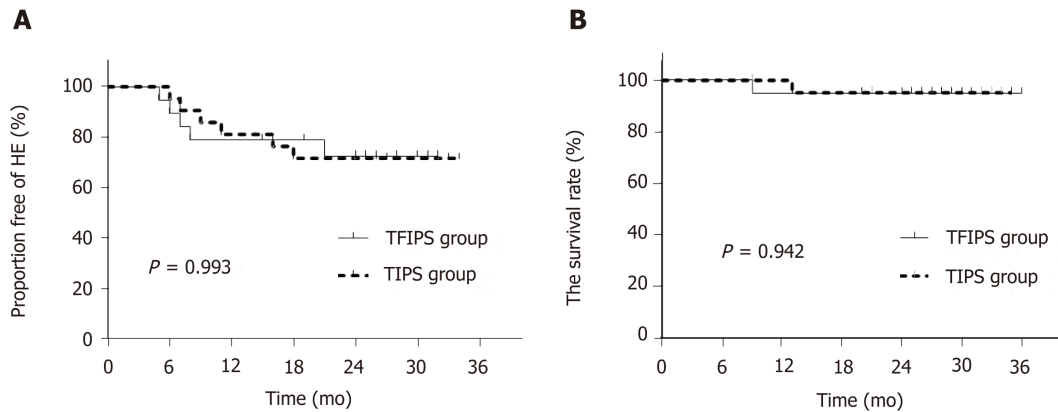 A
Proportion free of HE (%)
100
80
60
40
20
0
0 6 12 18 24 30 36
Time (mo)
TFIPS group
TIPS group
P = 0.993
B
The survival rate (%)
100
80
60
40
20
0
0 6 12 18 24 30 36
Time (mo)
TFIPS group
TIPS group
P = 0.942